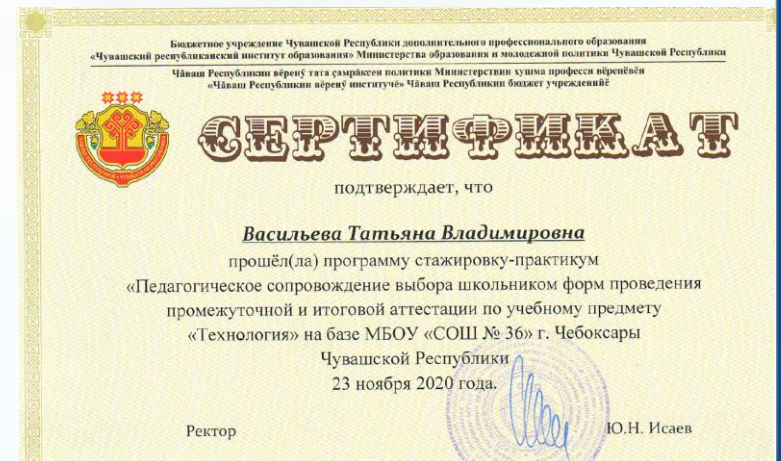 Бюджетное учреждение Чувашской Республики дополнительного профессионального образования
«Чувашский республиканский институт образования» Министерства образования и молодежной политики Чувашской Республики
Чӑваш Республикин вӗренӳ тата ҫамрӑксен политики Министерствин хушма професси вӗренӗвӗн
«Чӑваш Республикин вӗренӳ институчӗ» Чӑваш Республикин бюджет учрежденийӗ
СЕРТИФИКАТ
подтверждает, что
Васильева Татьяна Владимировна
прошёл(ла) программу стажировку-практикум
«Педагогическое сопровождение выбора школьником форм проведения
промежуточной и итоговой аттестации по учебному предмету
«Технология» на базе МБОУ «СОШ № 36» г. Чебоксары
Чувашской Республики
23 ноября 2020 года.
Ректор Ю.Н. Исаев